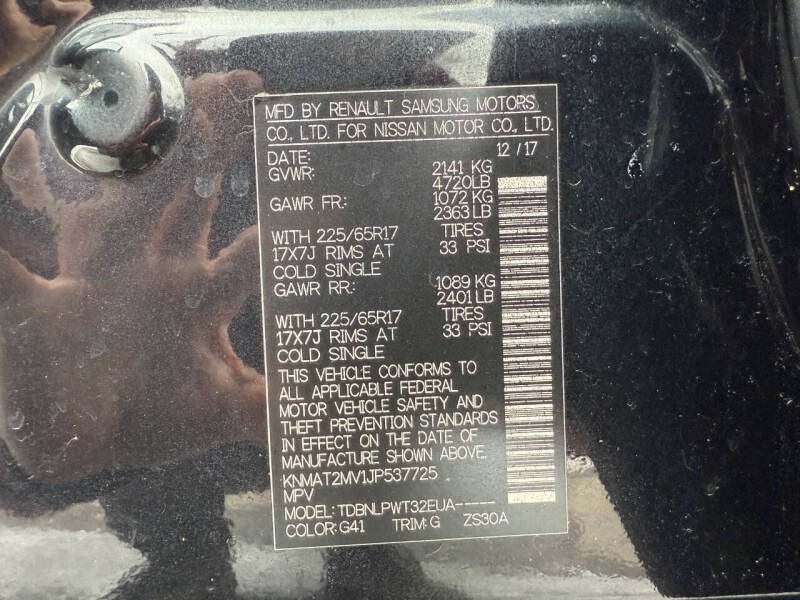 MFD BY RENAULT SAMSUNG MOTORS
CO., LTD. FOR NISSAN MOTOR CO., LTD.
DATE: 12 / 17
GVWR: 2141 KG
4720LB
GAWR FR: 1072 KG
2363 LB
WITH 225/65R17 TIRES
17X7J RIMS AT 33 PSI
COLD SINGLE
GAWR RR: 1089 KG
2401 LB
WITH 225/65R17 TIRES
17X7J RIMS AT 33 PSI
COLD SINGLE
THIS VEHICLE CONFORMS TO
ALL APPLICABLE FEDERAL
MOTOR VEHICLE SAFETY AND
THEFT PREVENTION STANDARDS
IN EFFECT ON THE DATE OF
MANUFACTURE SHOWN ABOVE.
KNMAT2MV1JP537725
MPV
MODEL: TDBNLPWT32EUA-----
COLOR: G41 TRIM: G ZS30A